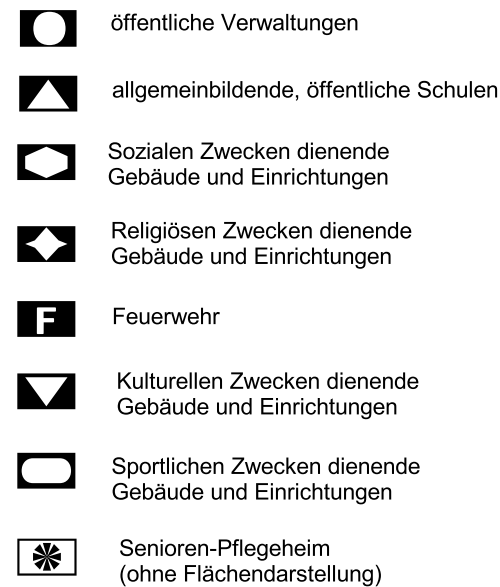 öffentliche Verwaltungen
allgemeinbildende, öffentliche Schulen
Sozialen Zwecken dienende
Gebäude und Einrichtungen
Religiösen Zwecken dienende
Gebäude und Einrichtungen
F Feuerwehr
Kulturellen Zwecken dienende
Gebäude und Einrichtungen
Sportlichen Zwecken dienende
Gebäude und Einrichtungen
Senioren-Pflegeheim
(ohne Flächendarstellung)